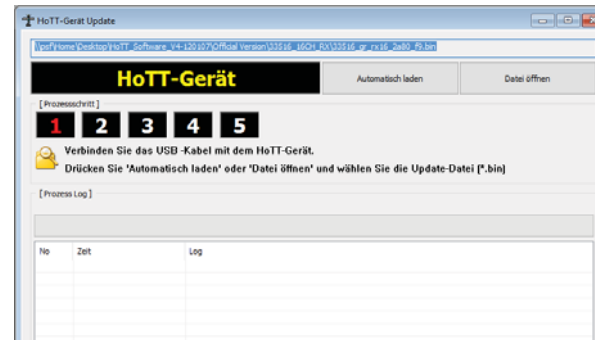 HoTT-Gerät Update
\\psf\Home\Desktop\HoTT_Software_V4-120107\Official Version\33516_16CH_RX\33516_gr_rx16_2a80_f9.bin
HoTT-Gerät
Automatisch laden
Datei öffnen
[ Prozessschritt ]
1 2 3 4 5
Verbinden Sie das USB -Kabel mit dem HoTT-Gerät.
Drücken Sie 'Automatisch laden' oder 'Datei öffnen' und wählen Sie die Update-Datei (*.bin)
[ Prozess Log ]
No Zeit Log